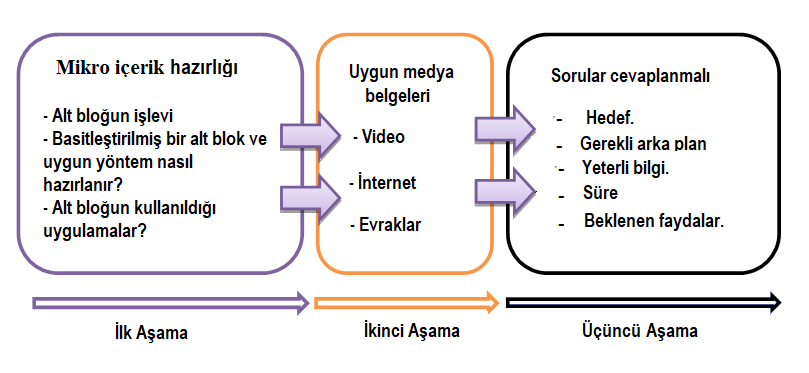 Mikro içerik hazırlığı
- Alt bloğun işlevi
- Basitleştirilmiş bir alt blok ve
uygun yöntem nasıl
hazırlanır?
- Alt bloğun kullanıldığı
uygulamalar?
Uygun medya
belgeleri
- Video
- İnternet
- Evraklar
Sorular cevaplanmalı
- Hedef.
- Gerekli arka plan
- Yeterli bilgi.
- Süre
- Beklenen faydalar.
İlk Aşama
İkinci Aşama
Üçüncü Aşama